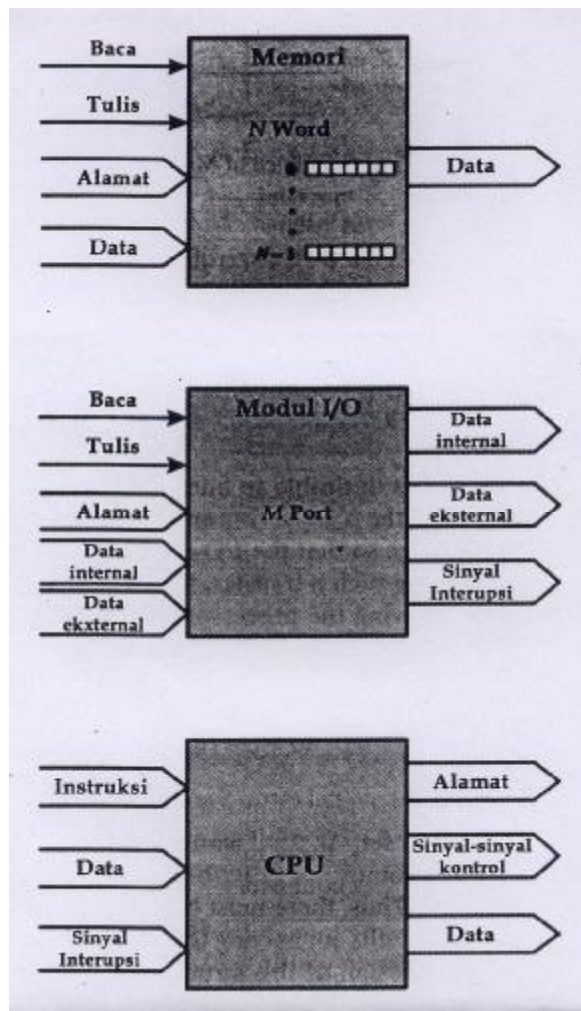 Baca
Memori
Tulis
N Word
Alamat
0
Data
Data
N – 1
Baca
Modul I/O
Data
internal
Tulis
Alamat
M Port
Data
eksternal
Data
internal
Sinyal
Interupsi
Data
ekxternal
Instruksi
Alamat
Data
CPU
Sinyal-sinyal
kontrol
Sinyal
Interupsi
Data